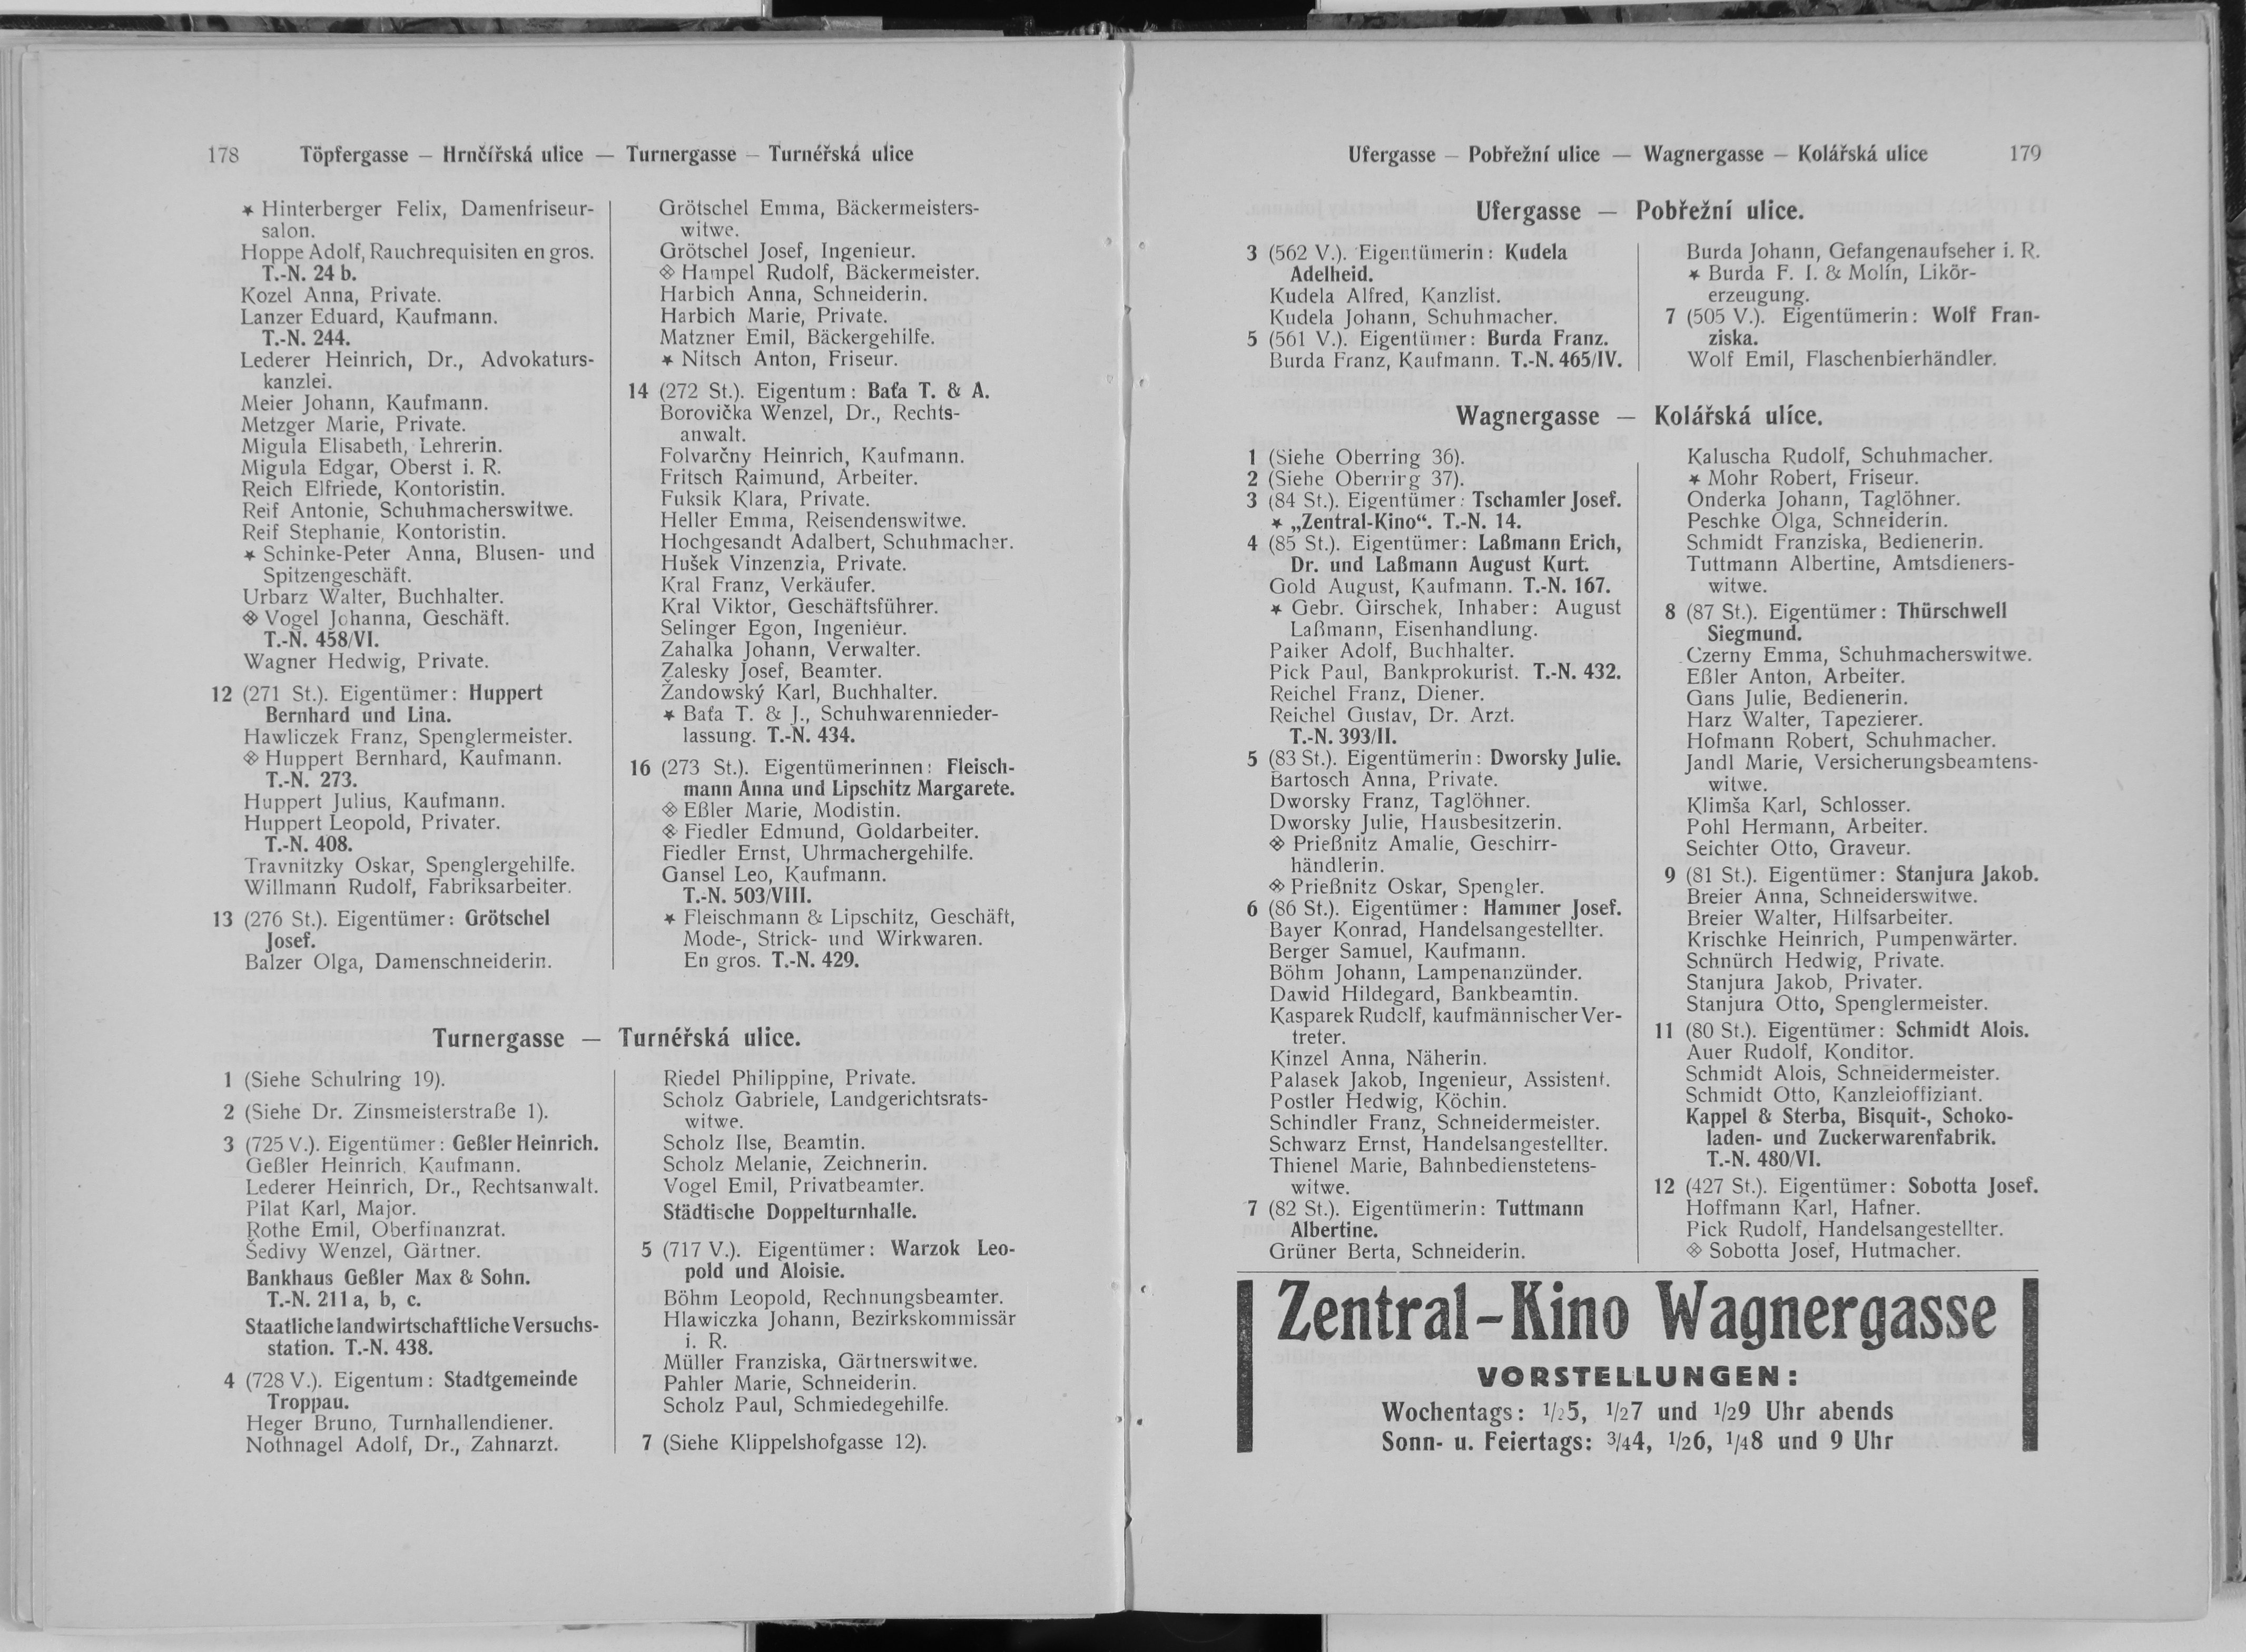 178 Töpfergasse — Hrnčířská ulice — Turnergasse — Turnéřská ulice
★ Hinterberger Felix, Damenfriseur-
salon.
Hoppe Adolf, Rauchrequisiten en gros.
T.-N. 24 b.
Kozel Anna, Private.
Lanzer Eduard, Kaufmann.
T.-N. 244.
Lederer Heinrich, Dr., Advokaturs-
kanzlei.
Meier Johann, Kaufmann.
Metzger Marie, Private.
Migula Elisabeth, Lehrerin.
Migula Edgar, Oberst i. R.
Reich Elfriede, Kontoristin.
Reif Antonie, Schuhmacherswitwe.
Reif Stephanie, Kontoristin.
★ Schinke-Peter Anna, Blusen- und
Spitzengeschäft.
Urbarz Walter, Buchhalter.
◈ Vogel Johanna, Geschäft.
T.-N. 458/VI.
Wagner Hedwig, Private.
12 (271 St.). Eigentümer: Huppert
Bernhard und Lina.
Hawliczek Franz, Spenglermeister.
◈ Huppert Bernhard, Kaufmann.
T.-N. 273.
Huppert Julius, Kaufmann.
Huppert Leopold, Privater.
T.-N. 408.
Travnitzky Oskar, Spenglergehilfe.
Willmann Rudolf, Fabriksarbeiter.
13 (276 St.). Eigentümer: Grötschel
Josef.
Balzer Olga, Damenschneiderin.
Grötschel Emma, Bäckermeisters-
witwe.
Grötschel Josef, Ingenieur.
◈ Hampel Rudolf, Bäckermeister.
Harbich Anna, Schneiderin.
Harbich Marie, Private.
Matzner Emil, Bäckergehilfe.
★ Nitsch Anton, Friseur.
14 (272 St.). Eigentum: Baťa T. & A.
Borovička Wenzel, Dr., Rechts-
anwalt.
Folvarčny Heinrich, Kaufmann.
Fritsch Raimund, Arbeiter.
Fuksik Klara, Private.
Heller Emma, Reisendenswitwe.
Hochgesandt Adalbert, Schuhmacher.
Hušek Vinzenzia, Private.
Kral Franz, Verkäufer.
Kral Viktor, Geschäftsführer.
Selinger Egon, Ingenieur.
Zahalka Johann, Verwalter.
Zalesky Josef, Beamter.
Žandowský Karl, Buchhalter.
★ Baťa T. & J., Schuhwarennieder-
lassung. T.-N. 434.
16 (273 St.). Eigentümerinnen: Fleisch-
mann Anna und Lipschitz Margarete.
◈ Eßler Marie, Modistin.
◈ Fiedler Edmund, Goldarbeiter.
Fiedler Ernst, Uhrmachergehilfe.
Gansel Leo, Kaufmann.
T.-N. 503/VIII.
★ Fleischmann & Lipschitz, Geschäft,
Mode-, Strick- und Wirkwaren.
En gros. T.-N. 429.
Turnergasse — Turnéřská ulice.
1 (Siehe Schulring 19).
2 (Siehe Dr. Zinsmeisterstraße 1).
3 (725 V.). Eigentümer: Geßler Heinrich.
Geßler Heinrich, Kaufmann.
Lederer Heinrich, Dr., Rechtsanwalt.
Pilat Karl, Major.
Rothe Emil, Oberfinanzrat.
Šedivy Wenzel, Gärtner.
Bankhaus Geßler Max & Sohn.
T.-N. 211 a, b, c.
Staatliche landwirtschaftliche Versuchs-
station. T.-N. 438.
4 (728 V.). Eigentum: Stadtgemeinde
Troppau.
Heger Bruno, Turnhallendiener.
Nothnagel Adolf, Dr., Zahnarzt.
Riedel Philippine, Private.
Scholz Gabriele, Landgerichtsrats-
witwe.
Scholz Ilse, Beamtin.
Scholz Melanie, Zeichnerin.
Vogel Emil, Privatbeamter.
Städtische Doppelturnhalle.
5 (717 V.). Eigentümer: Warzok Leo-
pold und Aloisie.
Böhm Leopold, Rechnungsbeamter.
Hlawiczka Johann, Bezirkskommissär
i. R.
Müller Franziska, Gärtnerswitwe.
Pahler Marie, Schneiderin.
Scholz Paul, Schmiedegehilfe.
7 (Siehe Klippelshofgasse 12).
Ufergasse — Pobřežní ulice — Wagnergasse — Kolářská ulice 179
Ufergasse — Pobřežní ulice.
3 (562 V.). Eigentümerin: Kudela
Adelheid.
Kudela Alfred, Kanzlist.
Kudela Johann, Schuhmacher.
5 (561 V.). Eigentümer: Burda Franz.
Burda Franz, Kaufmann. T.-N. 465/IV.
Burda Johann, Gefangenaufseher i. R.
★ Burda F. I. & Molín, Likör-
erzeugung.
7 (505 V.). Eigentümerin: Wolf Fran-
ziska.
Wolf Emil, Flaschenbierhändler.
Wagnergasse — Kolářská ulice.
1 (Siehe Oberring 36).
2 (Siehe Oberrirg 37).
3 (84 St.). Eigentümer: Tschamler Josef.
★ „Zentral-Kino“. T.-N. 14.
4 (85 St.). Eigentümer: Laßmann Erich,
Dr. und Laßmann August Kurt.
Gold August, Kaufmann. T.-N. 167.
★ Gebr. Girschek, Inhaber: August
Laßmann, Eisenhandlung.
Paiker Adolf, Buchhalter.
Pick Paul, Bankprokurist. T.-N. 432.
Reichel Franz, Diener.
Reichel Gustav, Dr. Arzt.
T.-N. 393/II.
5 (83 St.). Eigentümerin: Dworsky Julie.
Bartosch Anna, Private.
Dworsky Franz, Taglöhner.
Dworsky Julie, Hausbesitzerin.
◈ Prießnitz Amalie, Geschirr-
händlerin.
◈ Prießnitz Oskar, Spengler.
6 (86 St.). Eigentümer: Hammer Josef.
Bayer Konrad, Handelsangestellter.
Berger Samuel, Kaufmann.
Böhm Johann, Lampenanzünder.
Dawid Hildegard, Bankbeamtin.
Kasparek Rudolf, kaufmännischer Ver-
treter.
Kinzel Anna, Näherin.
Palasek Jakob, Ingenieur, Assistent.
Postler Hedwig, Köchin.
Schindler Franz, Schneidermeister.
Schwarz Ernst, Handelsangestellter.
Thienel Marie, Bahnbedienstetens-
witwe.
7 (82 St.). Eigentümerin: Tuttmann
Albertine.
Grüner Berta, Schneiderin.
Kaluscha Rudolf, Schuhmacher.
★ Mohr Robert, Friseur.
Onderka Johann, Taglöhner.
Peschke Olga, Schneiderin.
Schmidt Franziska, Bedienerin.
Tuttmann Albertine, Amtsdieners-
witwe.
8 (87 St.). Eigentümer: Thürschwell
Siegmund.
Czerny Emma, Schuhmacherswitwe.
Eßler Anton, Arbeiter.
Gans Julie, Bedienerin.
Harz Walter, Tapezierer.
Hofmann Robert, Schuhmacher.
Jandl Marie, Versicherungsbeamtens-
witwe.
Klimša Karl, Schlosser.
Pohl Hermann, Arbeiter.
Seichter Otto, Graveur.
9 (81 St.). Eigentümer: Stanjura Jakob.
Breier Anna, Schneiderswitwe.
Breier Walter, Hilfsarbeiter.
Krischke Heinrich, Pumpenwärter.
Schnürch Hedwig, Private.
Stanjura Jakob, Privater.
Stanjura Otto, Spenglermeister.
11 (80 St.). Eigentümer: Schmidt Alois.
Auer Rudolf, Konditor.
Schmidt Alois, Schneidermeister.
Schmidt Otto, Kanzleioffiziant.
Kappel & Sterba, Bisquit-, Schoko-
laden- und Zuckerwarenfabrik.
T.-N. 480/VI.
12 (427 St.). Eigentümer: Sobotta Josef.
Hoffmann Karl, Hafner.
Pick Rudolf, Handelsangestellter.
◈ Sobotta Josef, Hutmacher.
Zentral-Kino Wagnergasse
VORSTELLUNGEN:
Wochentags: 1/25, 1/27 und 1/29 Uhr abends
Sonn- u. Feiertags: 3/44, 1/26, 1/48 und 9 Uhr